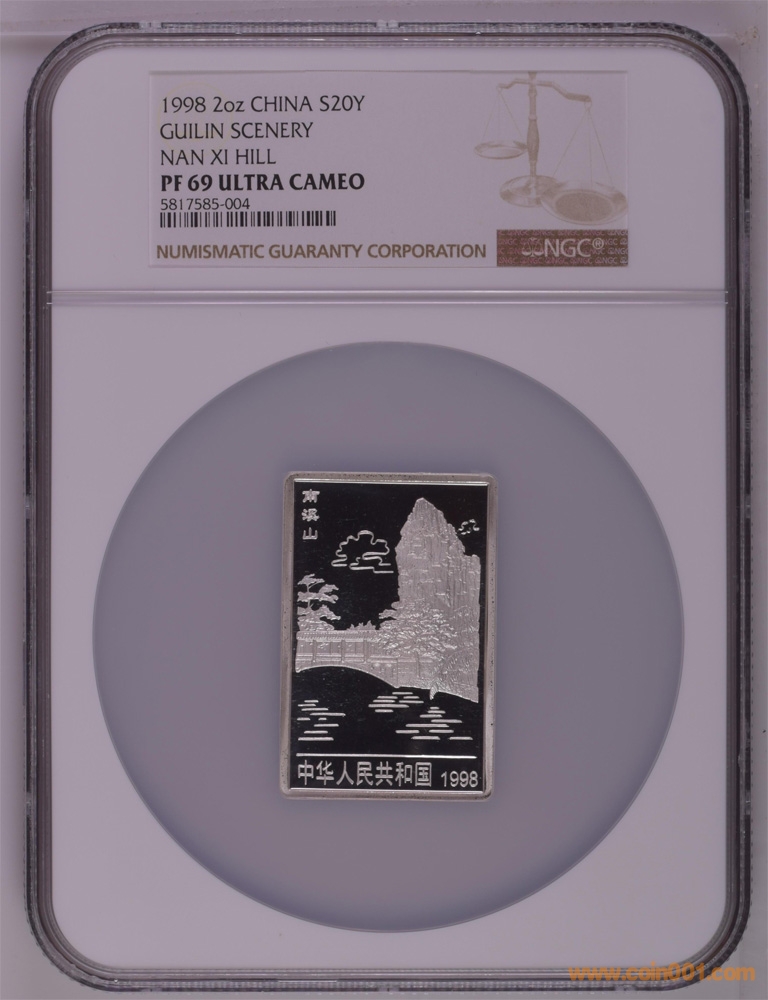 1998 2oz CHINA S20Y
GUILIN SCENERY
NAN XI HILL
PF 69 ULTRA CAMEO
5817585-004
NUMISMATIC GUARANTY CORPORATION
NGC®
南溪山
中华人民共和国 1998
www.coin001.com